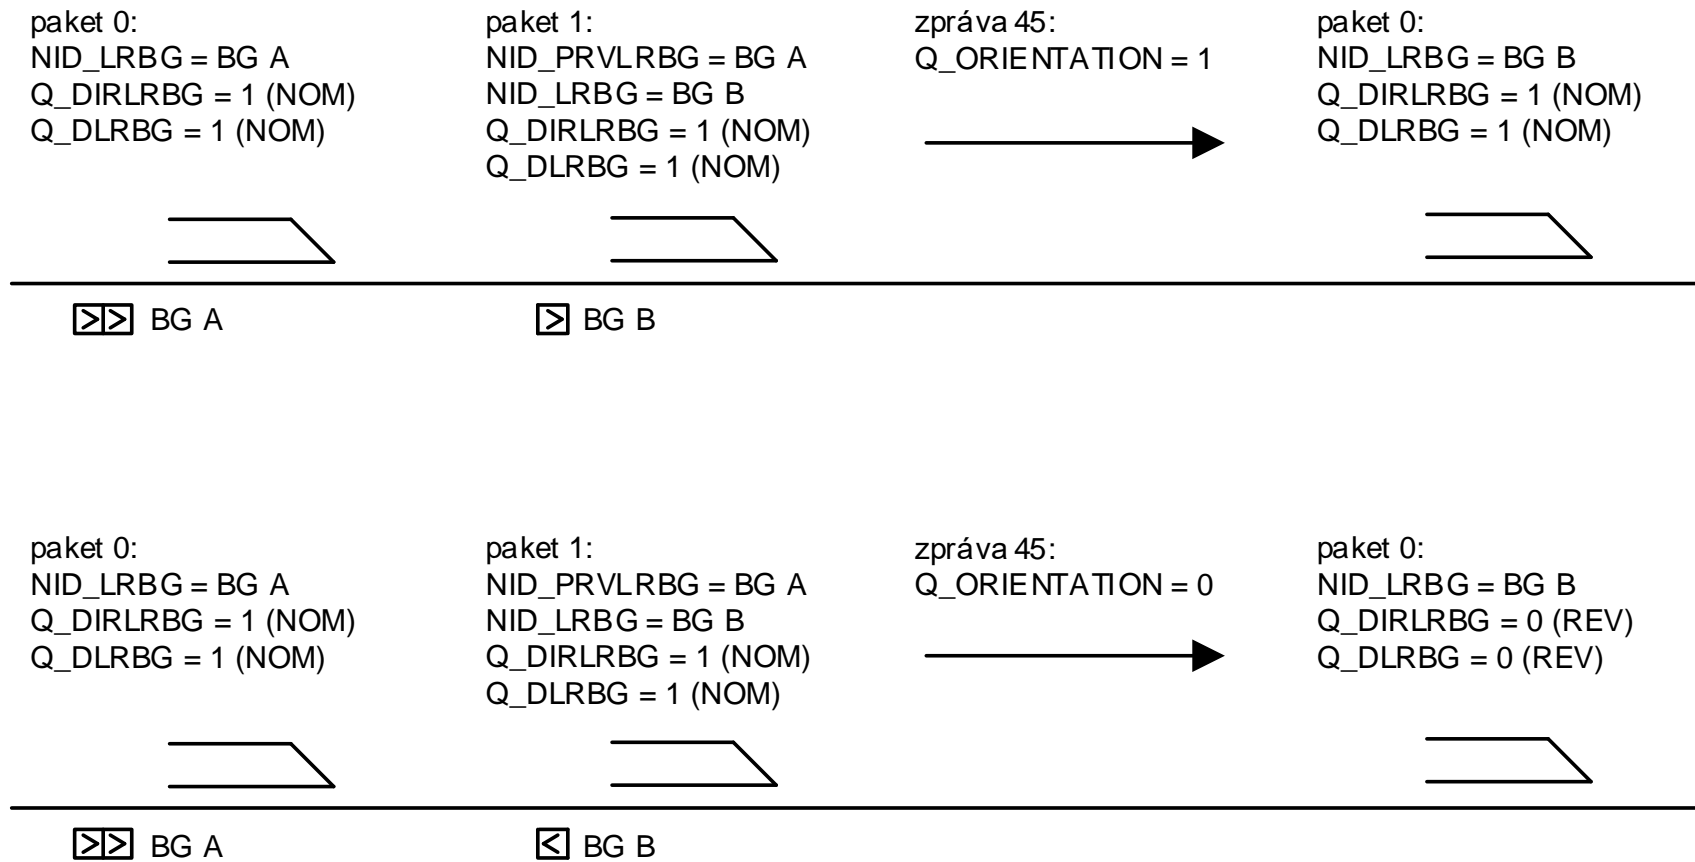 paket 0:
NID_LRBG = BG A
Q_DIRLRBG = 1 (NOM)
Q_DLRBG = 1 (NOM)
paket 1:
NID_PRVLRBG = BG A
NID_LRBG = BG B
Q_DIRLRBG = 1 (NOM)
Q_DLRBG = 1 (NOM)
zpráva 45:
Q_ORIENTATION = 1
paket 0:
NID_LRBG = BG B
Q_DIRLRBG = 1 (NOM)
Q_DLRBG = 1 (NOM)
>> BG A
> BG B
paket 0:
NID_LRBG = BG A
Q_DIRLRBG = 1 (NOM)
Q_DLRBG = 1 (NOM)
paket 1:
NID_PRVLRBG = BG A
NID_LRBG = BG B
Q_DIRLRBG = 1 (NOM)
Q_DLRBG = 1 (NOM)
zpráva 45:
Q_ORIENTATION = 0
paket 0:
NID_LRBG = BG B
Q_DIRLRBG = 0 (REV)
Q_DLRBG = 0 (REV)
>> BG A
< BG B